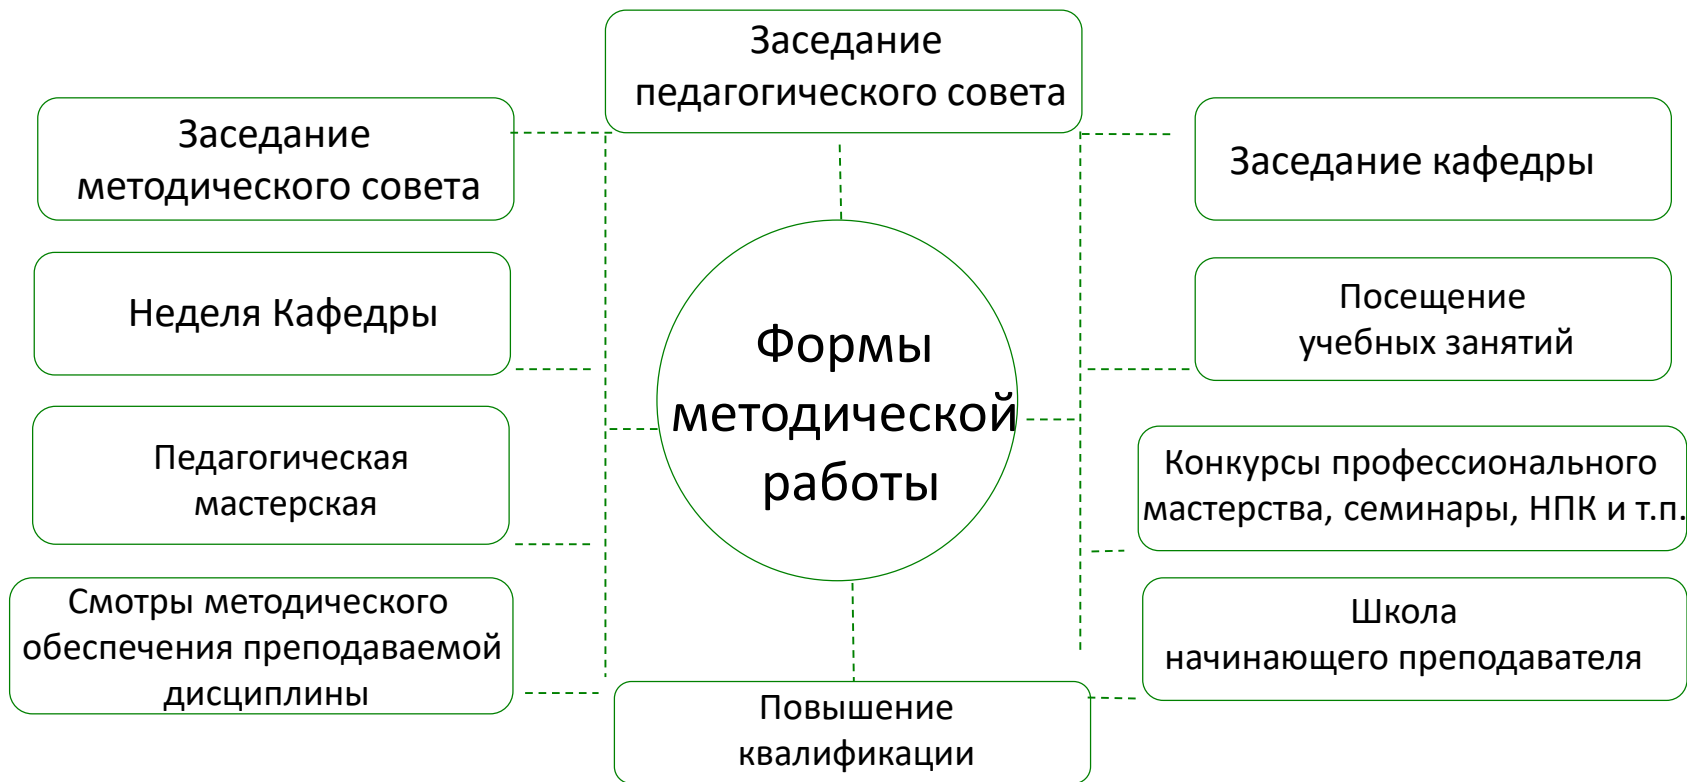 Заседание
педагогического совета
Заседание
методического совета
Заседание кафедры
Неделя Кафедры
Посещение
учебных занятий
Формы
методической
работы
Педагогическая
мастерская
Конкурсы профессионального
мастерства, семинары, НПК и т.п.
Смотры методического
обеспечения преподаваемой
дисциплины
Школа
начинающего преподавателя
Повышение
квалификации